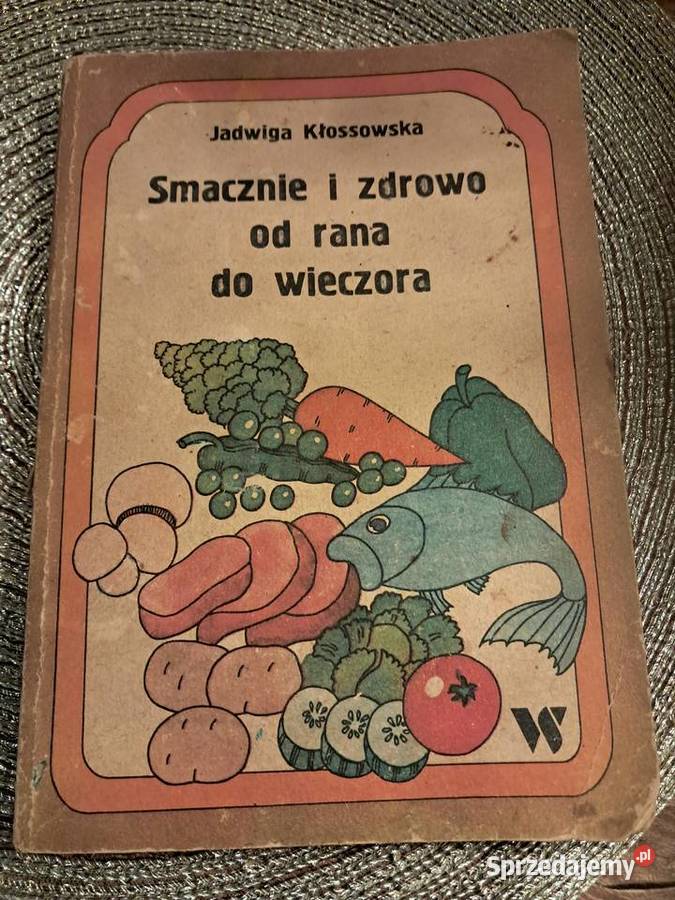 Jadwiga Kłossowska
Smacznie i zdrowo
od rana
do wieczora
W
Sprzedajemy.pl